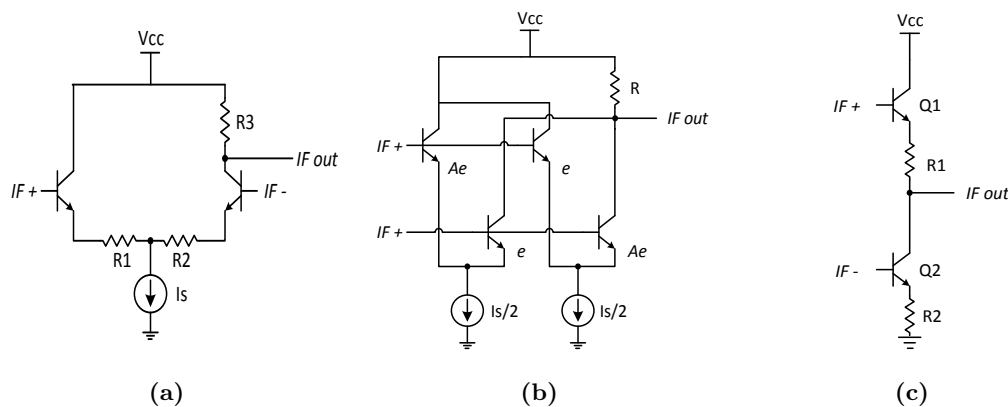 Vcc
R3
IF out
IF +
IF -
R1
R2
Is
(a)
Vcc
R
IF out
IF +
Ae
e
IF +
e
Ae
Is/2
Is/2
(b)
Vcc
IF +
Q1
R1
IF out
IF -
Q2
R2
(c)